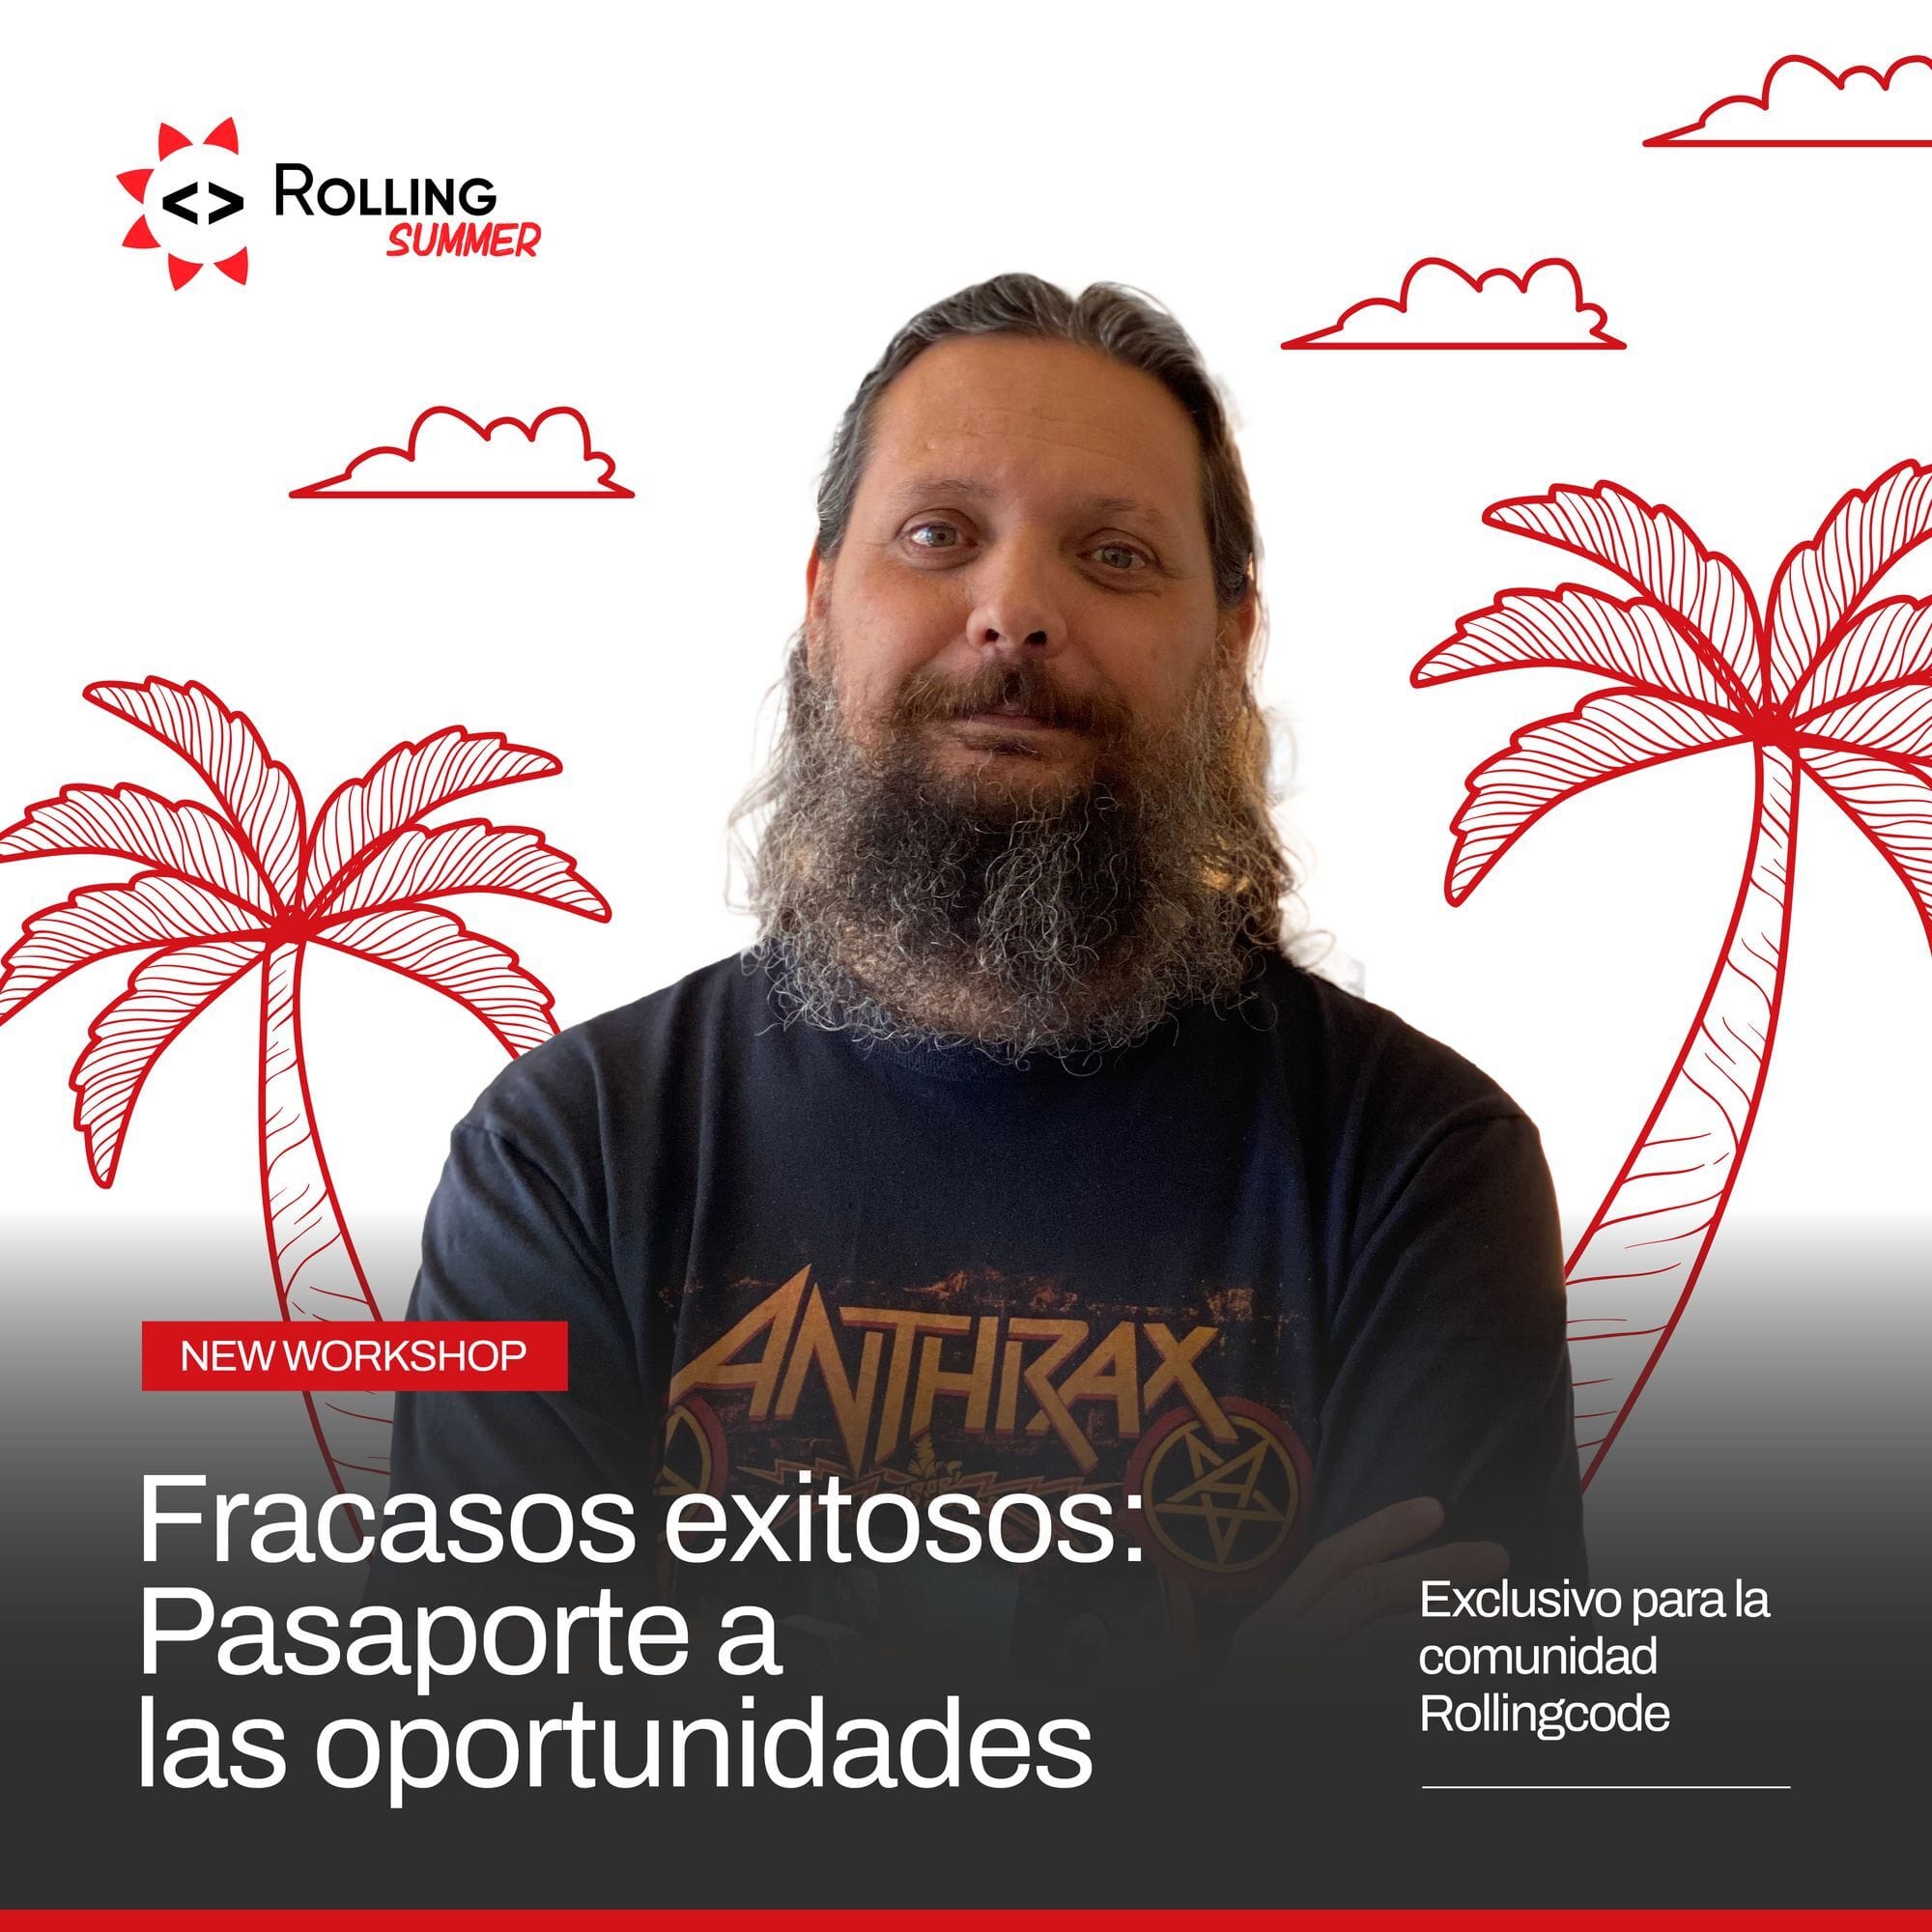 <>
ROLLING
SUMMER
ANTHRAX
NEW WORKSHOP
Fracasos exitosos:
Pasaporte a
las oportunidades
Exclusivo para la
comunidad
Rollingcode